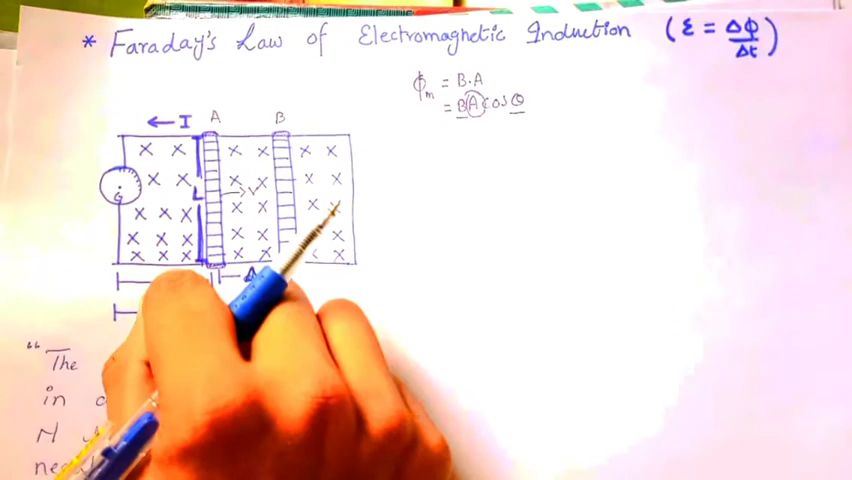 * Faraday's Law of Electromagnetic Induction (ε = Δϕ/Δt)
ϕm = B.A
= BA cos θ
← I A B
G L → V
Δ
"The
in
N